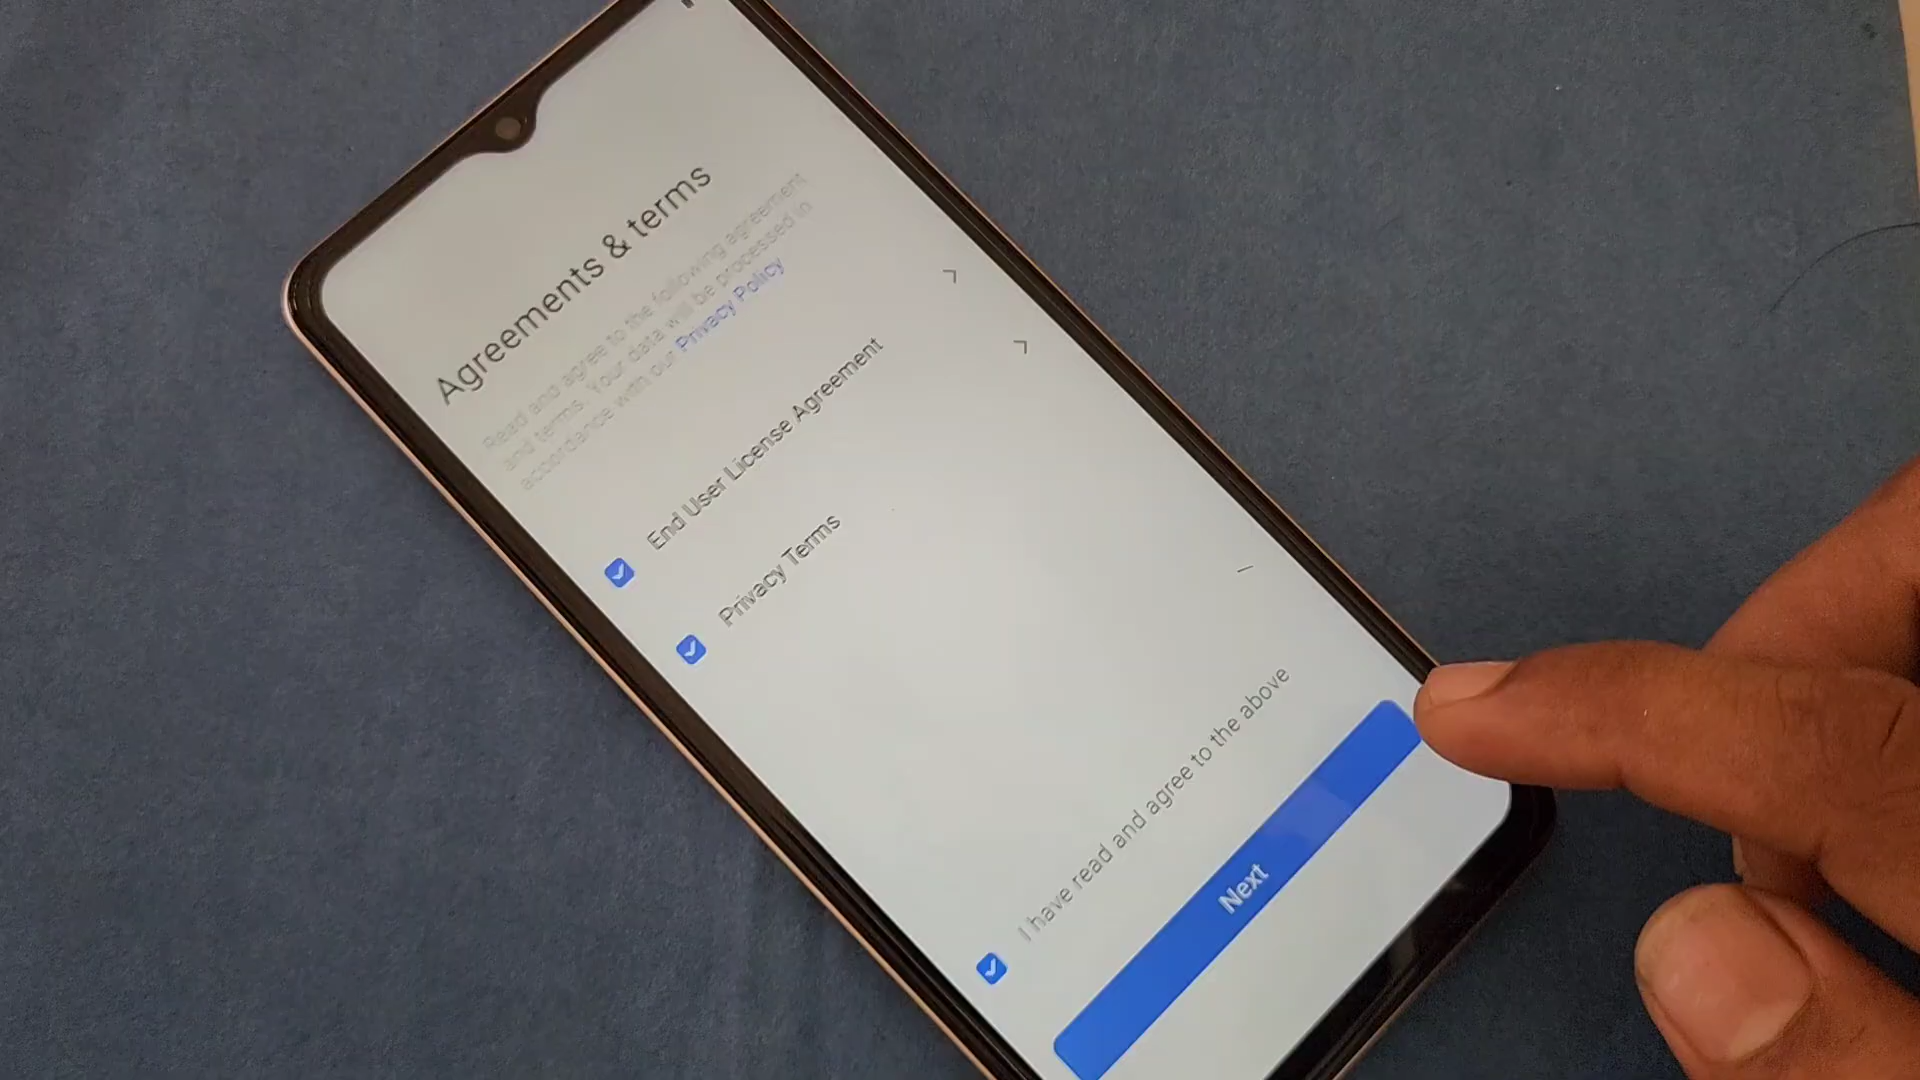 Agreements & terms
Read and agree to the following agreement
and terms. Your data will be processed in
accordance with our Privacy Policy
End User License Agreement
Privacy Terms
I have read and agree to the above
Next